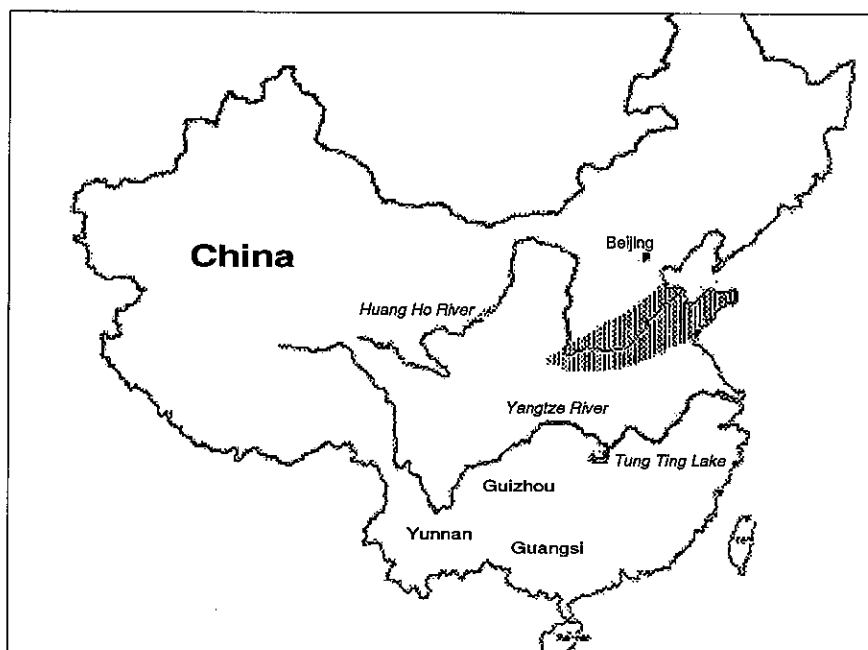 Beijing
China
Huang Ho River
Yangtze River
Tung Ting Lake
Guizhou
Yunnan
Guangsi